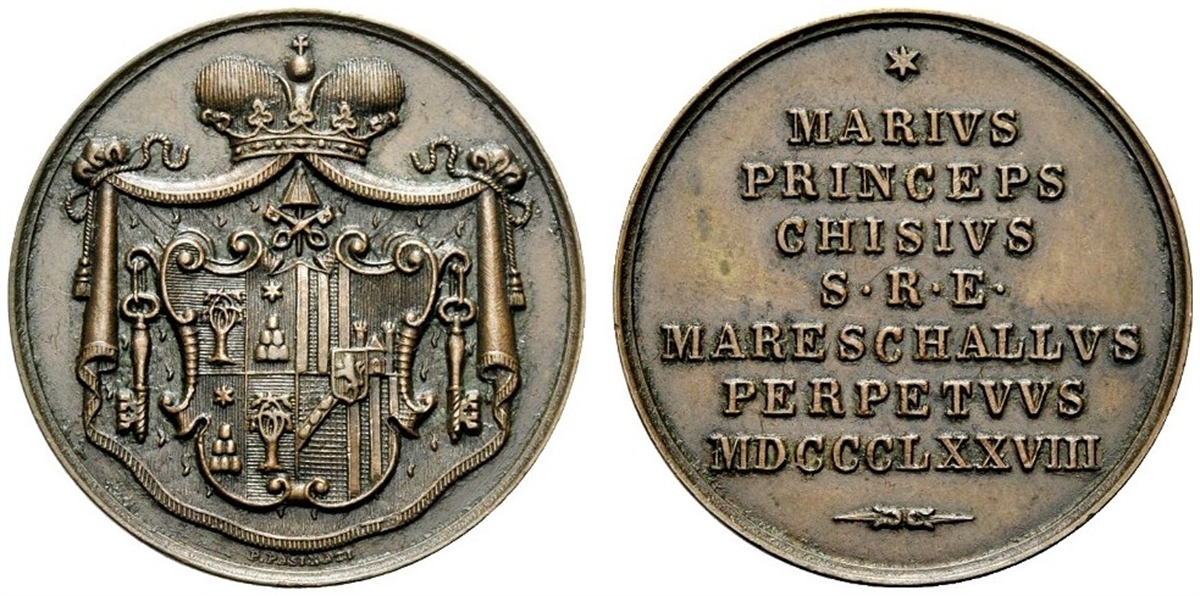 MARIVS
PRINCEPS
CHISIVS
S·R·E·
MARESCHALLVS
PERPETVVS
MDCCCLXXVIII